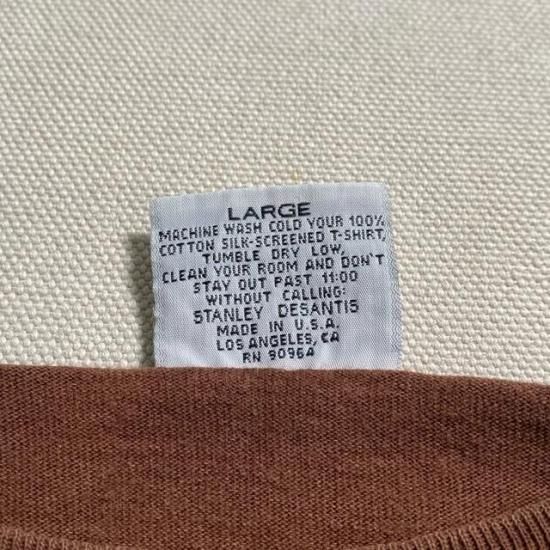 LARGE
MACHINE WASH COLD YOUR 100%
COTTON SILK-SCREENED T-SHIRT,
TUMBLE DRY LOW,
CLEAN YOUR ROOM AND DON'T
STAY OUT PAST 11:00
WITHOUT CALLING:
STANLEY DESANTIS
MADE IN U.S.A.
LOS ANGELES, CA
RN 90964